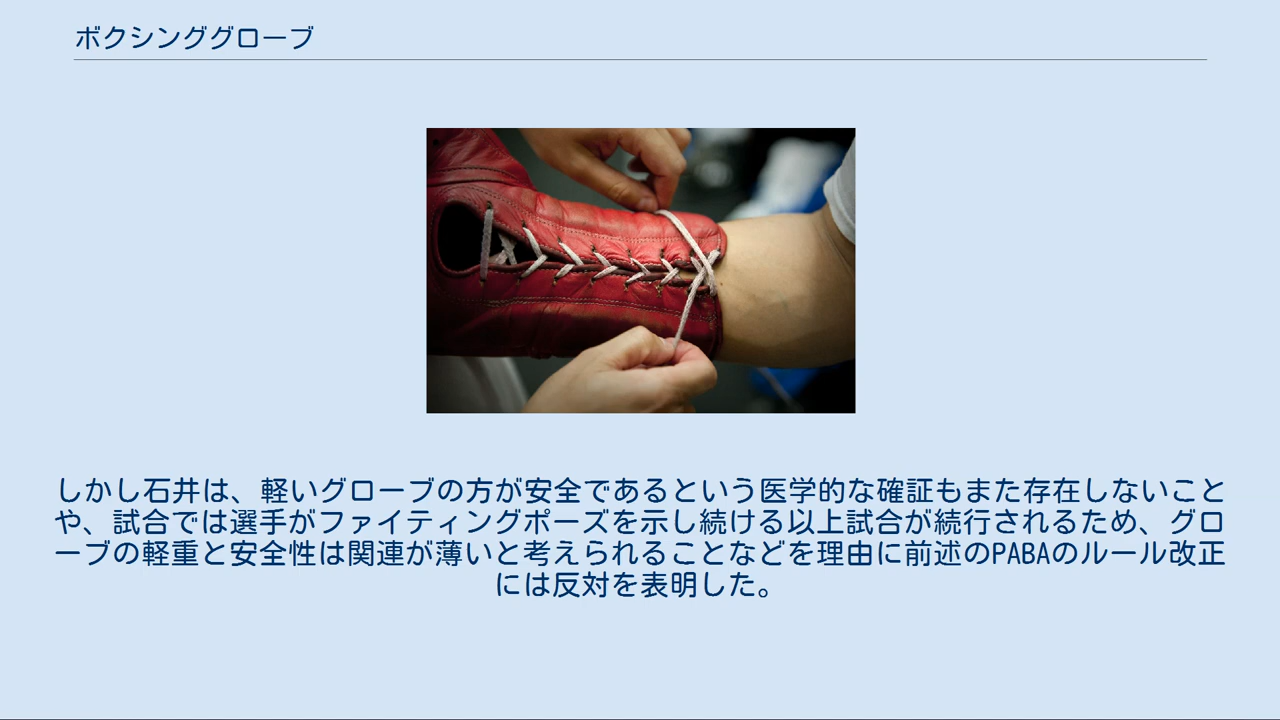 ボクシンググローブ
しかし石井は、軽いグローブの方が安全であるという医学的な確証もまた存在しないこと
や、試合では選手がファイティングポーズを示し続ける以上試合が続行されるため、グロ
ーブの軽重と安全性は関連が薄いと考えられることなどを理由に前述のPABAのルール改正
には反対を表明した。